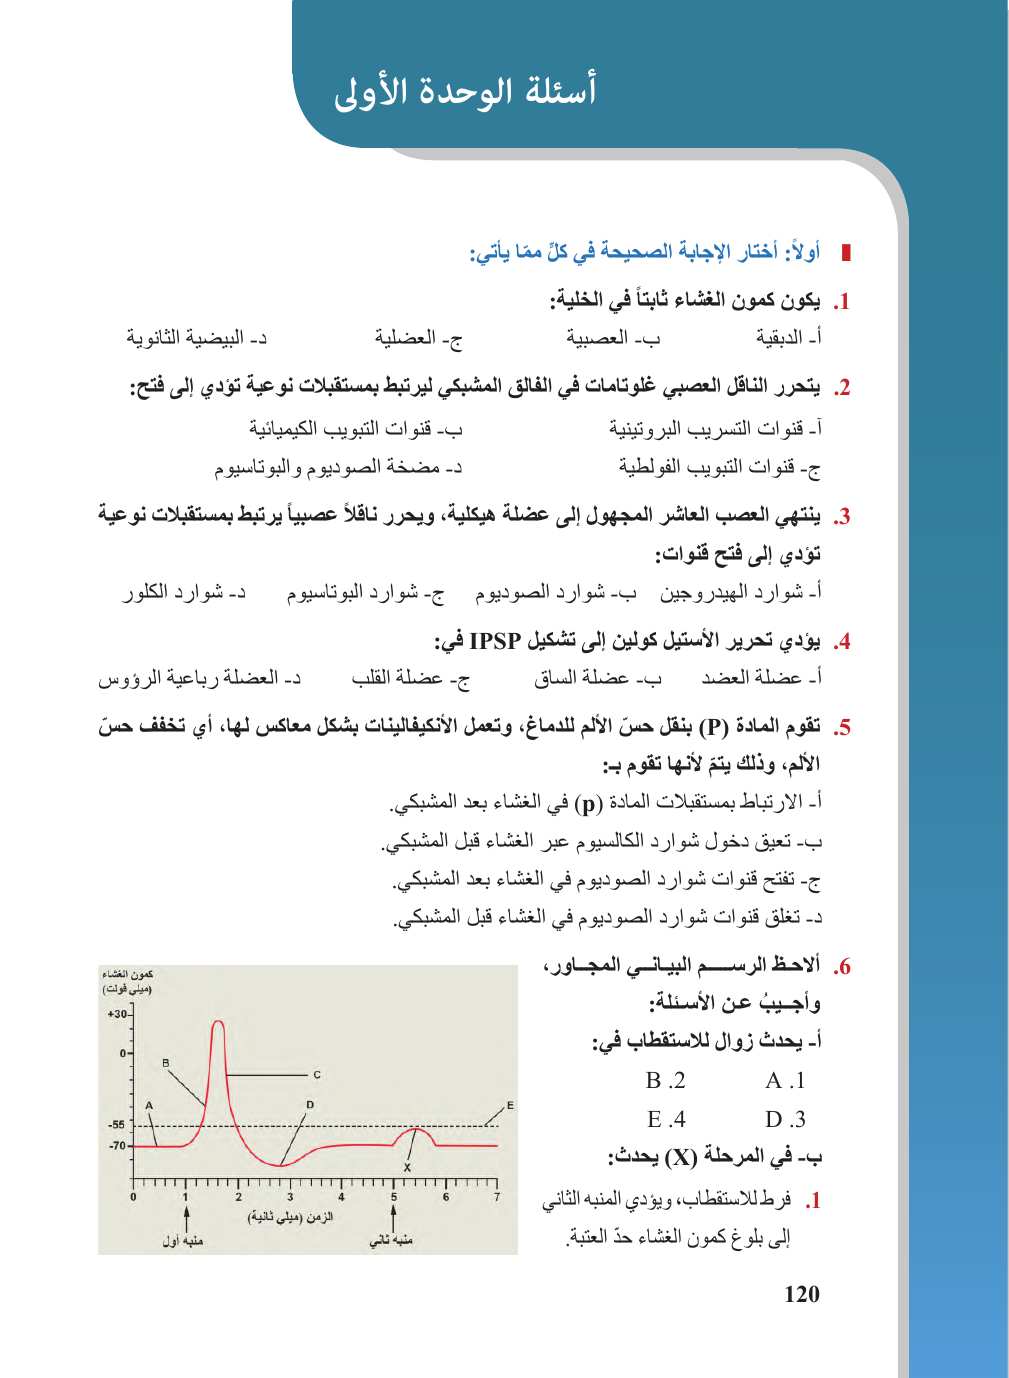 أسئلة الوحدة الأولى
أولاً: أختار الإجابة الصحيحة في كلٍّ ممّا يأتي:
1. يكون كمون الغشاء ثابتاً في الخلية:
أ- الدبقية ب- العصبية ج- العضلية د- البيضية الثانوية
2. يتحرر الناقل العصبي غلوتامات في الفالق المشبكي ليرتبط بمستقبلات نوعية تؤدي إلى فتح:
آ- قنوات التسريب البروتينية ب- قنوات التبويب الكيميائية
ج- قنوات التبويب الفولطية د- مضخة الصوديوم والبوتاسيوم
3. ينتهي العصب العاشر المجهول إلى عضلة هيكلية، ويحرر ناقلاً عصبياً يرتبط بمستقبلات نوعية
تؤدي إلى فتح قنوات:
أ- شوارد الهيدروجين ب- شوارد الصوديوم ج- شوارد البوتاسيوم د- شوارد الكلور
4. يؤدي تحرير الأستيل كولين إلى تشكيل IPSP في:
أ- عضلة العضد ب- عضلة الساق ج- عضلة القلب د- العضلة رباعية الرؤوس
5. تقوم المادة (P) بنقل حسّ الألم للدماغ، وتعمل الأنكيفالينات بشكل معاكس لها، أي تخفف حسّ
الألم، وذلك يتمّ لأنها تقوم بـ:
أ- الارتباط بمستقبلات المادة (p) في الغشاء بعد المشبكي.
ب- تعيق دخول شوارد الكالسيوم عبر الغشاء قبل المشبكي.
ج- تفتح قنوات شوارد الصوديوم في الغشاء بعد المشبكي.
د- تغلق قنوات شوارد الصوديوم في الغشاء قبل المشبكي.
6. ألاحظ الرسم البياني المجاور،
وأجيبُ عن الأسئلة:
أ- يحدث زوال للاستقطاب في:
1. A 2. B
3. D 4. E
ب- في المرحلة (X) يحدث:
1. فرط للاستقطاب، ويؤدي المنبه الثاني
إلى بلوغ كمون الغشاء حدّ العتبة.
كمون الغشاء
(ميلي فولت)
+30
0
B
C
A
D
E
-55
-70
X
0 1 2 3 4 5 6 7
الزمن (ميلي ثانية)
منبه أول
منبه ثاني
120